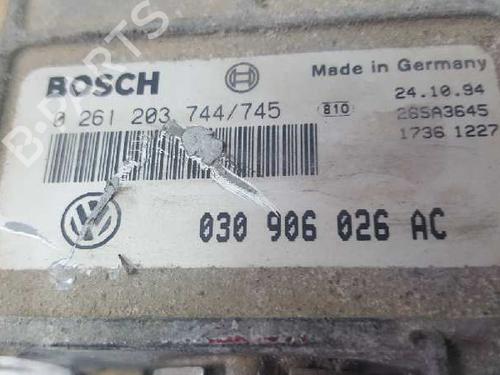 BOSCH
Made in Germany
0 261 203 744/745
810
24.10.94
26SA3645
1736 1227
030 906 026 AC
B-PARTS